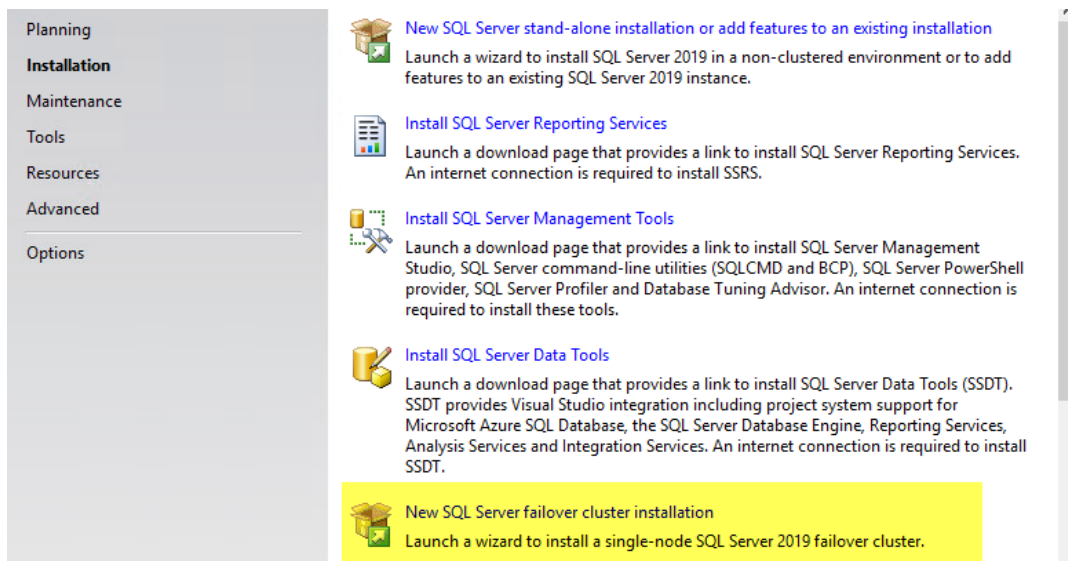 Planning
Installation
Maintenance
Tools
Resources
Advanced
Options
New SQL Server stand-alone installation or add features to an existing installation
Launch a wizard to install SQL Server 2019 in a non-clustered environment or to add
features to an existing SQL Server 2019 instance.
Install SQL Server Reporting Services
Launch a download page that provides a link to install SQL Server Reporting Services.
An internet connection is required to install SSRS.
Install SQL Server Management Tools
Launch a download page that provides a link to install SQL Server Management
Studio, SQL Server command-line utilities (SQLCMD and BCP), SQL Server PowerShell
provider, SQL Server Profiler and Database Tuning Advisor. An internet connection is
required to install these tools.
Install SQL Server Data Tools
Launch a download page that provides a link to install SQL Server Data Tools (SSDT).
SSDT provides Visual Studio integration including project system support for
Microsoft Azure SQL Database, the SQL Server Database Engine, Reporting Services,
Analysis Services and Integration Services. An internet connection is required to install
SSDT.
New SQL Server failover cluster installation
Launch a wizard to install a single-node SQL Server 2019 failover cluster.